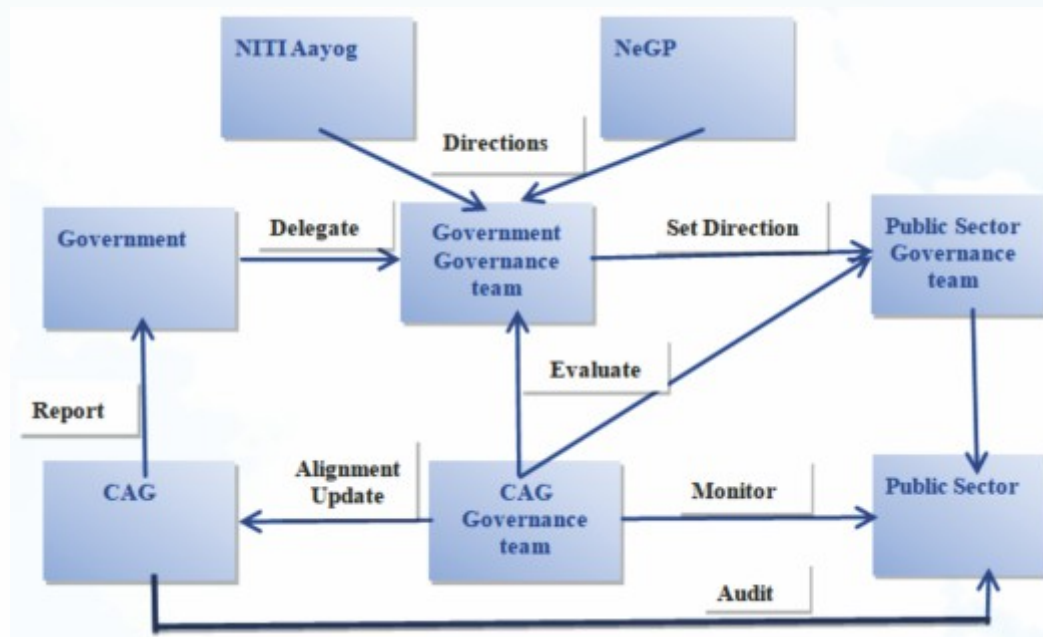 NITI Aayog
NeGP
Directions
Government
Delegate
Government
Governance
team
Set Direction
Public Sector
Governance
team
Evaluate
Report
CAG
Alignment
Update
CAG
Governance
team
Monitor
Public Sector
Audit